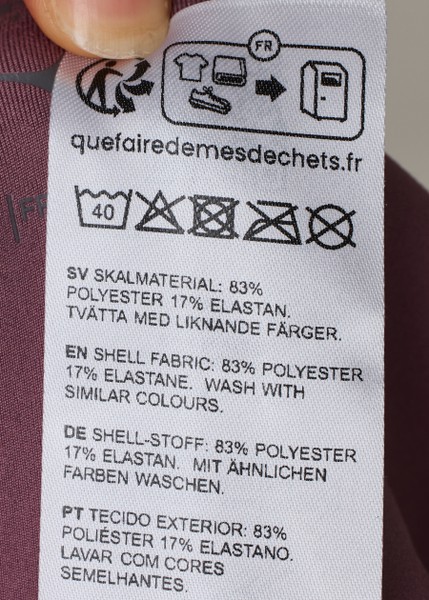 FR
quefairedemesdechets.fr
40
SV SKALMATERIAL: 83%
POLYESTER 17% ELASTAN.
TVÄTTA MED LIKNANDE FÄRGER.
EN SHELL FABRIC: 83% POLYESTER
17% ELASTANE. WASH WITH
SIMILAR COLOURS.
DE SHELL-STOFF: 83% POLYESTER
17% ELASTAN. MIT ÄHNLICHEN
FARBEN WASCHEN.
PT TECIDO EXTERIOR: 83%
POLIÉSTER 17% ELASTANO.
LAVAR COM CORES
SEMELHANTES.